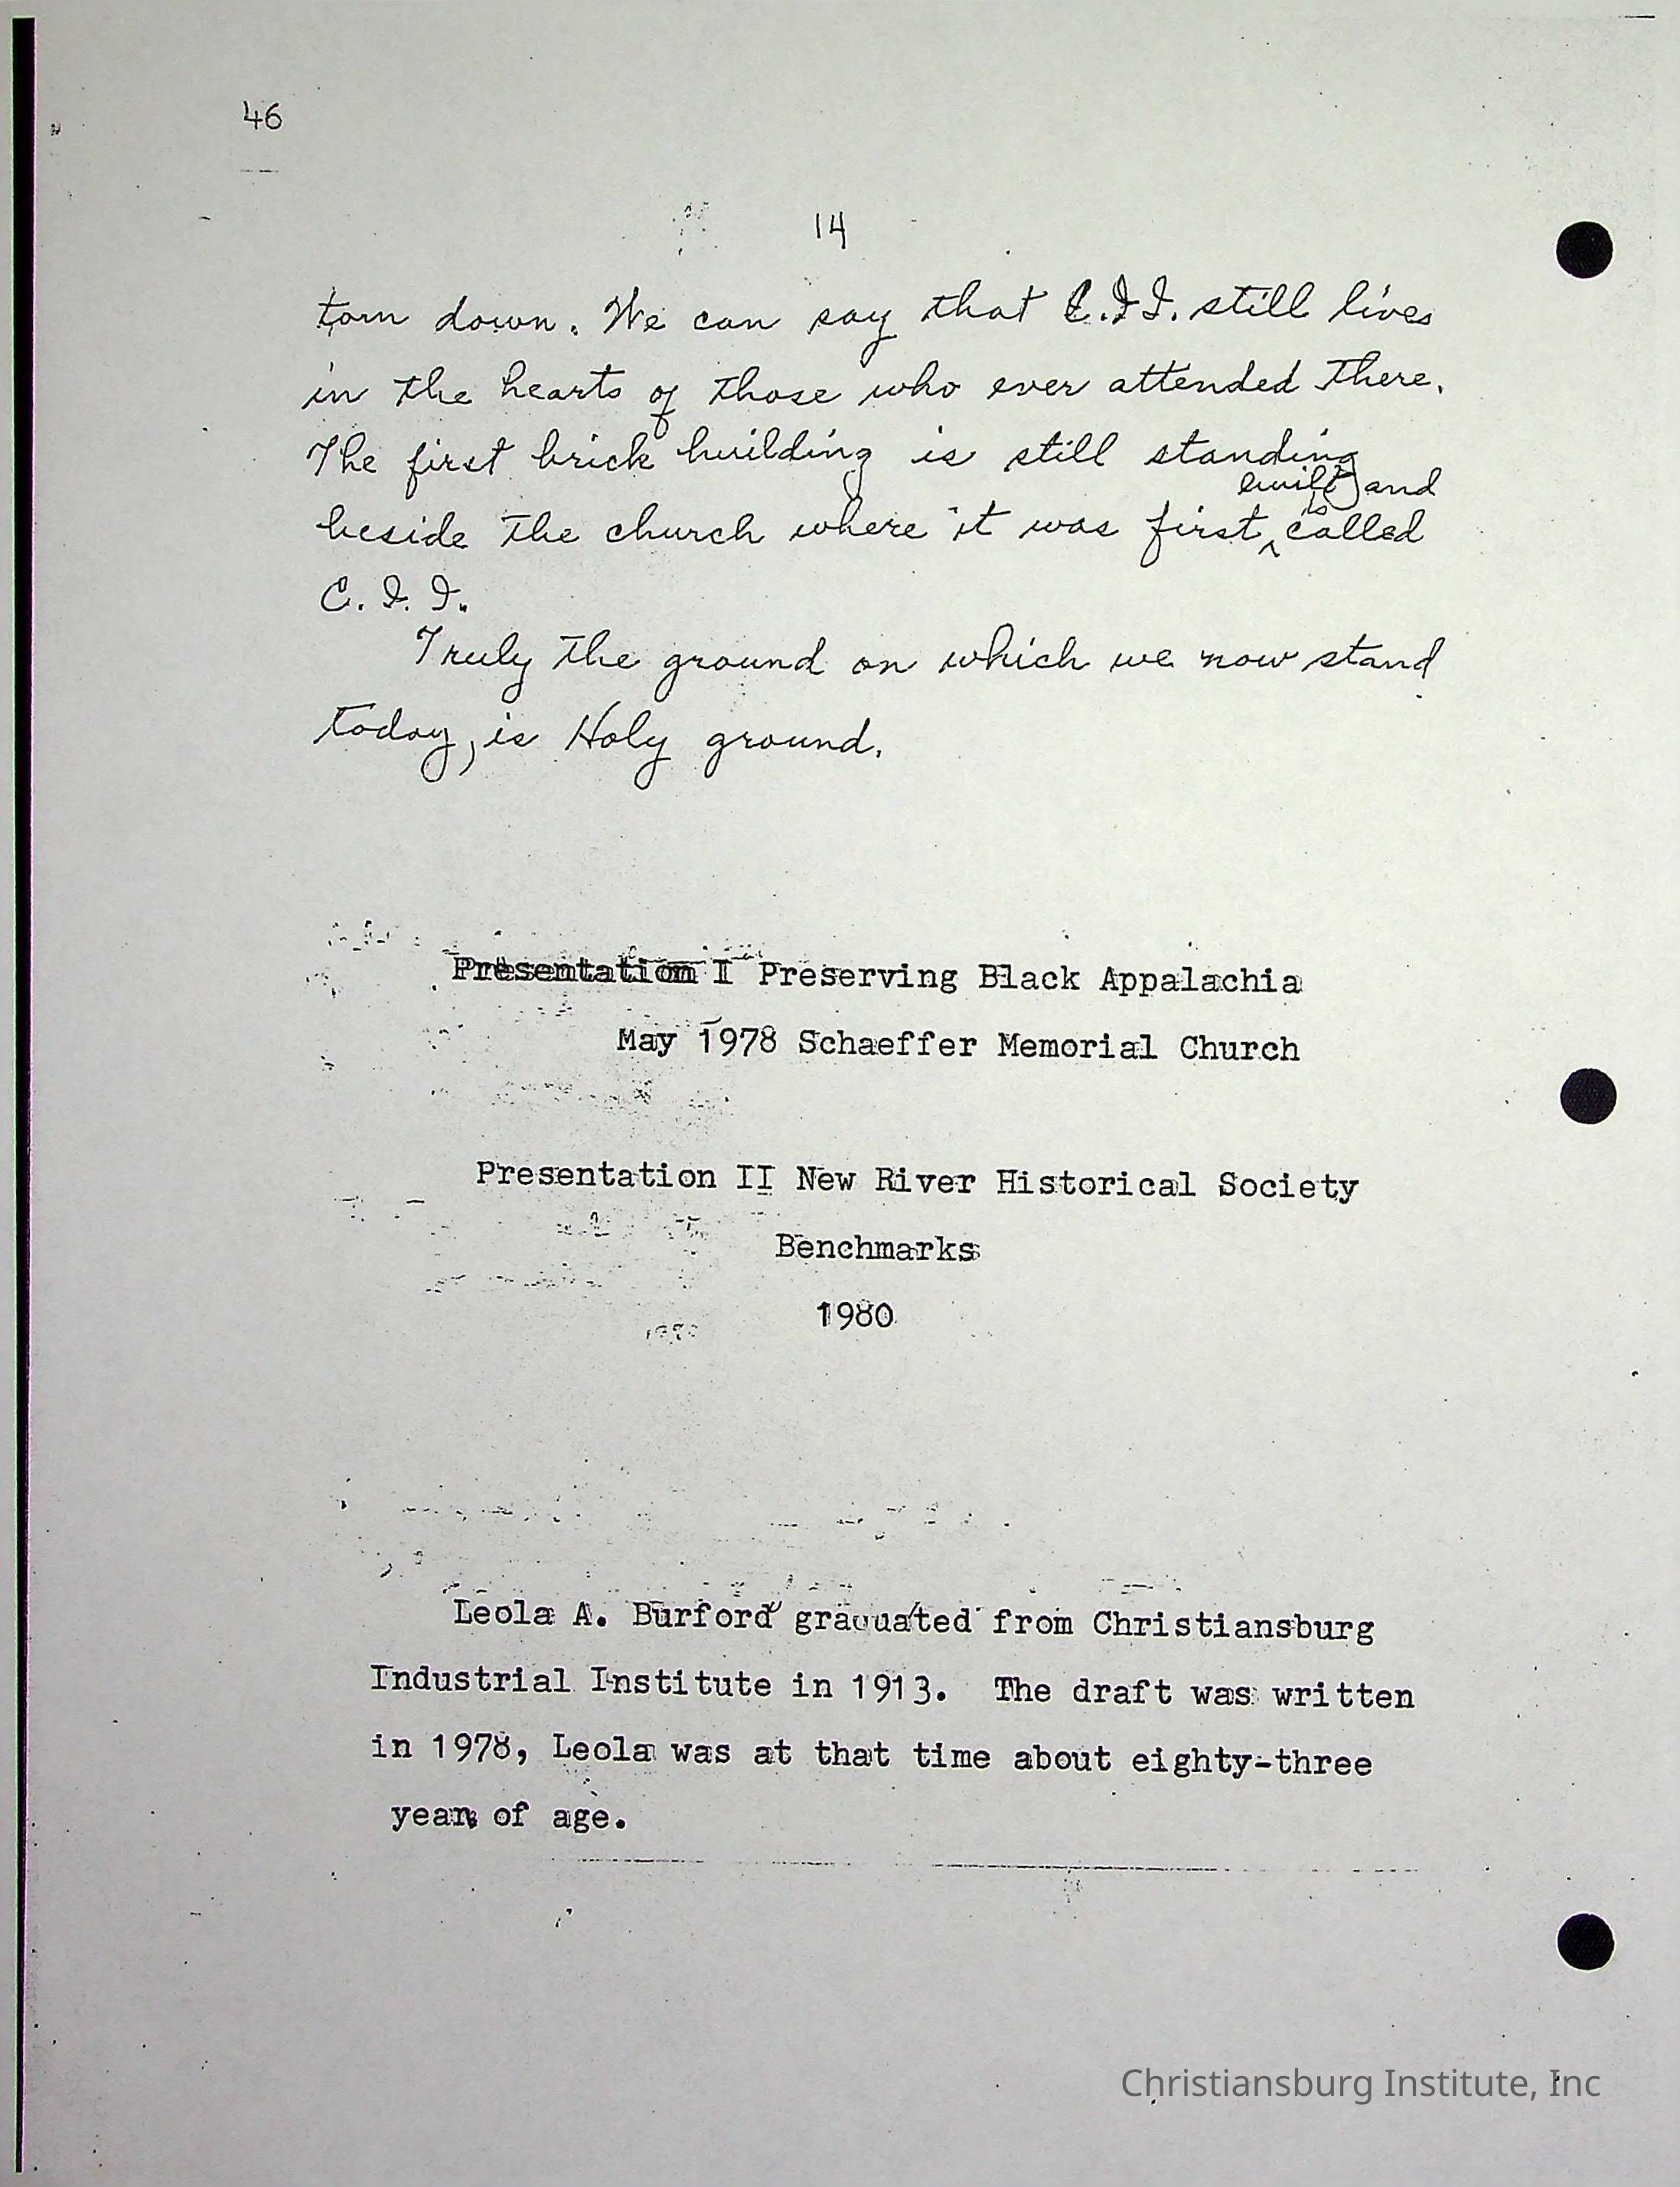 46
14
torn down. We can say that C.I.I. still lives
in the hearts of those who ever attended there.
The first brick building is still standing
built and
beside the church where it was first called
C. I. I.
Truly the ground on which we now stand
today, is Holy ground.
Presentation I Preserving Black Appalachia
May 1978 Schaeffer Memorial Church
Presentation II New River Historical Society
Benchmarks
1980
Leola A. Burford graduated from Christiansburg
Industrial Institute in 1913. The draft was written
in 1978, Leola was at that time about eighty-three
years of age.
Christiansburg Institute, Inc